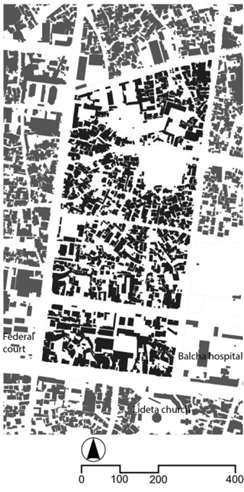 Federal
court
Balcha hospital
Lideta church
0 100 200 400